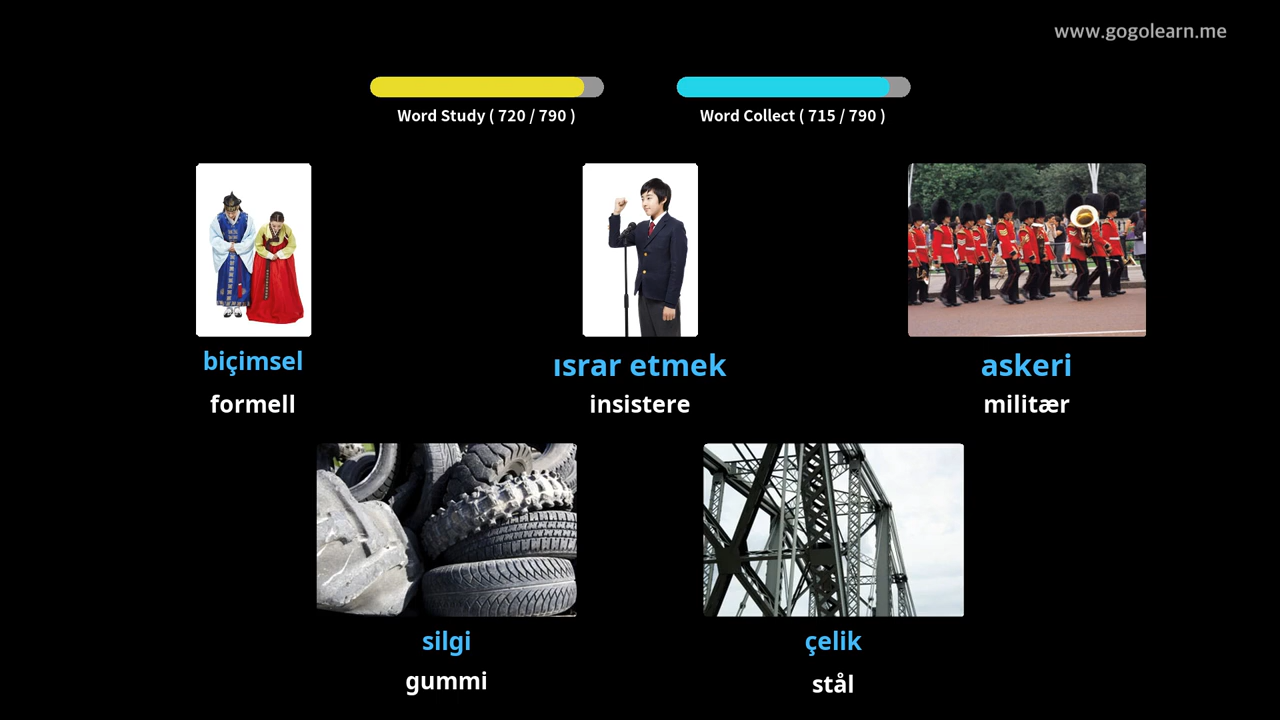 www.gogolearn.me
Word Study ( 720 / 790 )
Word Collect ( 715 / 790 )
biçimsel
formell
ısrar etmek
insistere
askeri
militær
silgi
gummi
çelik
stål